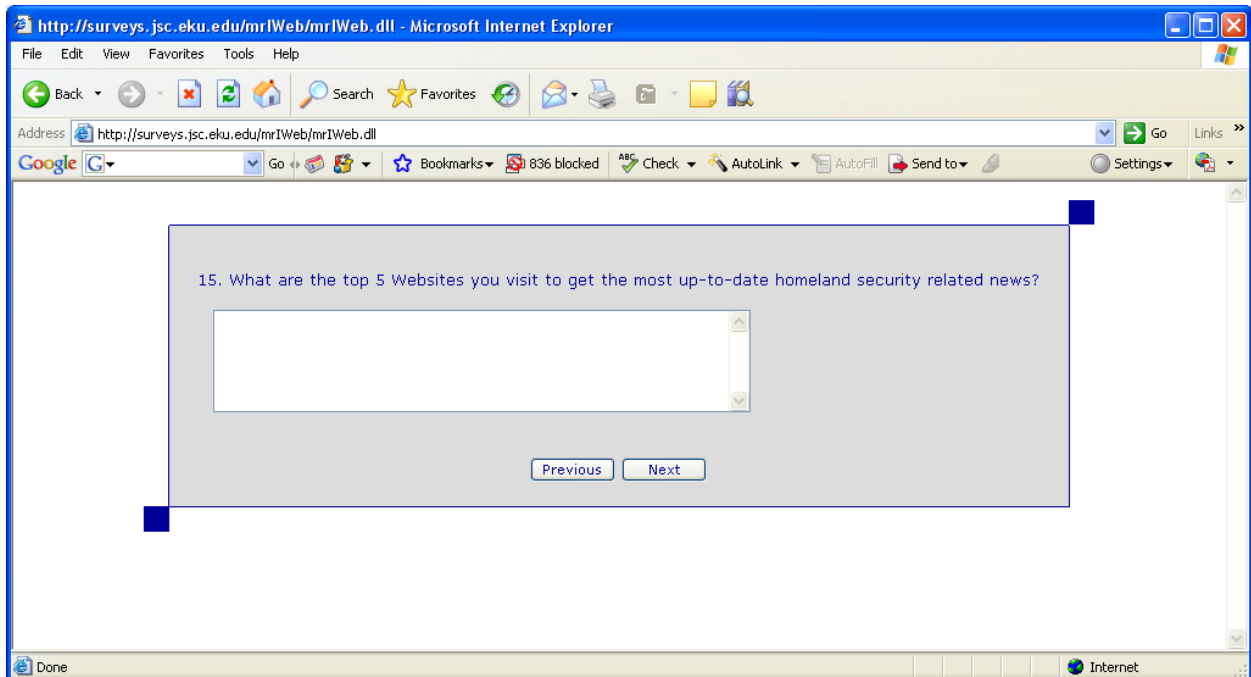 http://surveys.jsc.eku.edu/mrIWeb/mrIWeb.dll - Microsoft Internet Explorer
File Edit View Favorites Tools Help
Back Search Favorites
Address http://surveys.jsc.eku.edu/mrIWeb/mrIWeb.dll Go Links »
Google G Go Bookmarks 836 blocked ABC Check AutoLink AutoFill Send to Settings
15. What are the top 5 Websites you visit to get the most up-to-date homeland security related news?
Previous Next
Done Internet